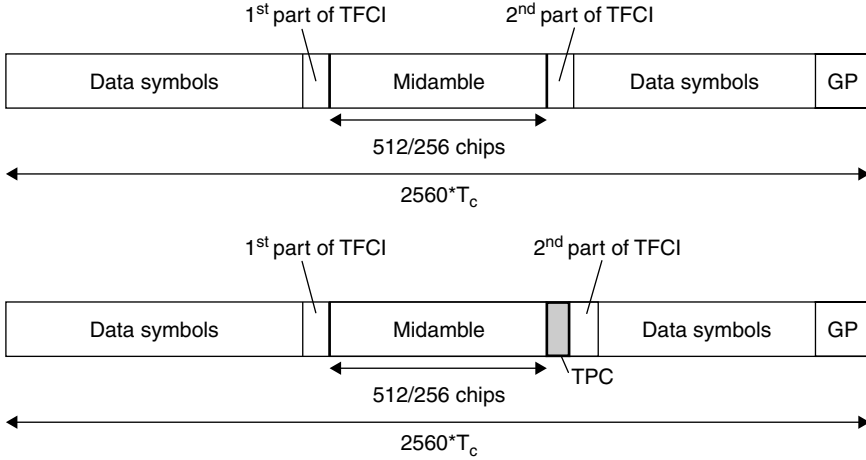 1st part of TFCI 2nd part of TFCI
Data symbols Midamble Data symbols GP
512/256 chips
2560*Tc
1st part of TFCI 2nd part of TFCI
Data symbols Midamble Data symbols GP
TPC
512/256 chips
2560*Tc